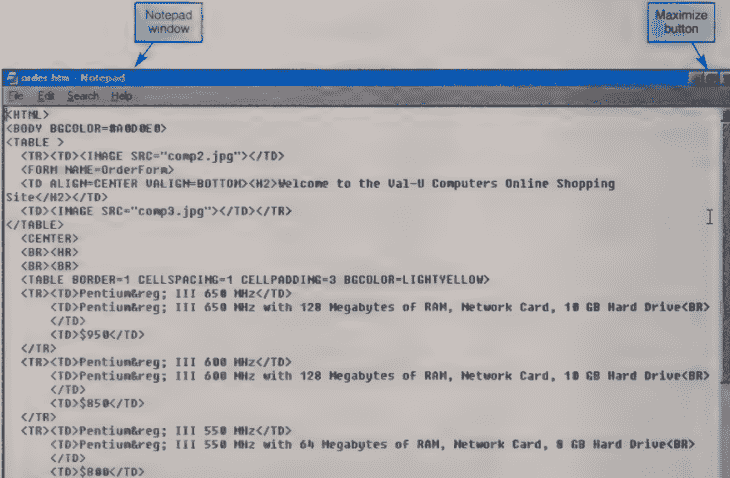 Notepad
window
Maximize
button
order.htm - Notepad
File Edit Search Help
<HTML>
<BODY BGCOLOR=#A0D0E0>
<TABLE >
<TR><TD><IMAGE SRC="comp2.jpg"></TD>
<FORM NAME=OrderForm>
<TD ALIGN=CENTER VALIGN=BOTTOM><H2>Welcome to the Val-U Computers Online Shopping
Site</H2></TD>
<TD><IMAGE SRC="comp3.jpg"></TD></TR>
</TABLE>
<CENTER>
<BR><HR>
<BR><BR>
<TABLE BORDER=1 CELLSPACING=1 CELLPADDING=3 BGCOLOR=LIGHTYELLOW>
<TR><TD>Pentium&reg; III 650 MHz</TD>
<TD>Pentium&reg; III 650 MHz with 128 Megabytes of RAM, Network Card, 10 GB Hard Drive<BR>
</TD>
<TD>$950</TD>
</TR>
<TR><TD>Pentium&reg; III 600 MHz</TD>
<TD>Pentium&reg; III 600 MHz with 128 Megabytes of RAM, Network Card, 10 GB Hard Drive<BR>
</TD>
<TD>$850</TD>
</TR>
<TR><TD>Pentium&reg; III 550 MHz</TD>
<TD>Pentium&reg; III 550 MHz with 64 Megabytes of RAM, Network Card, 8 GB Hard Drive<BR>
</TD>
<TD>$800</TD>